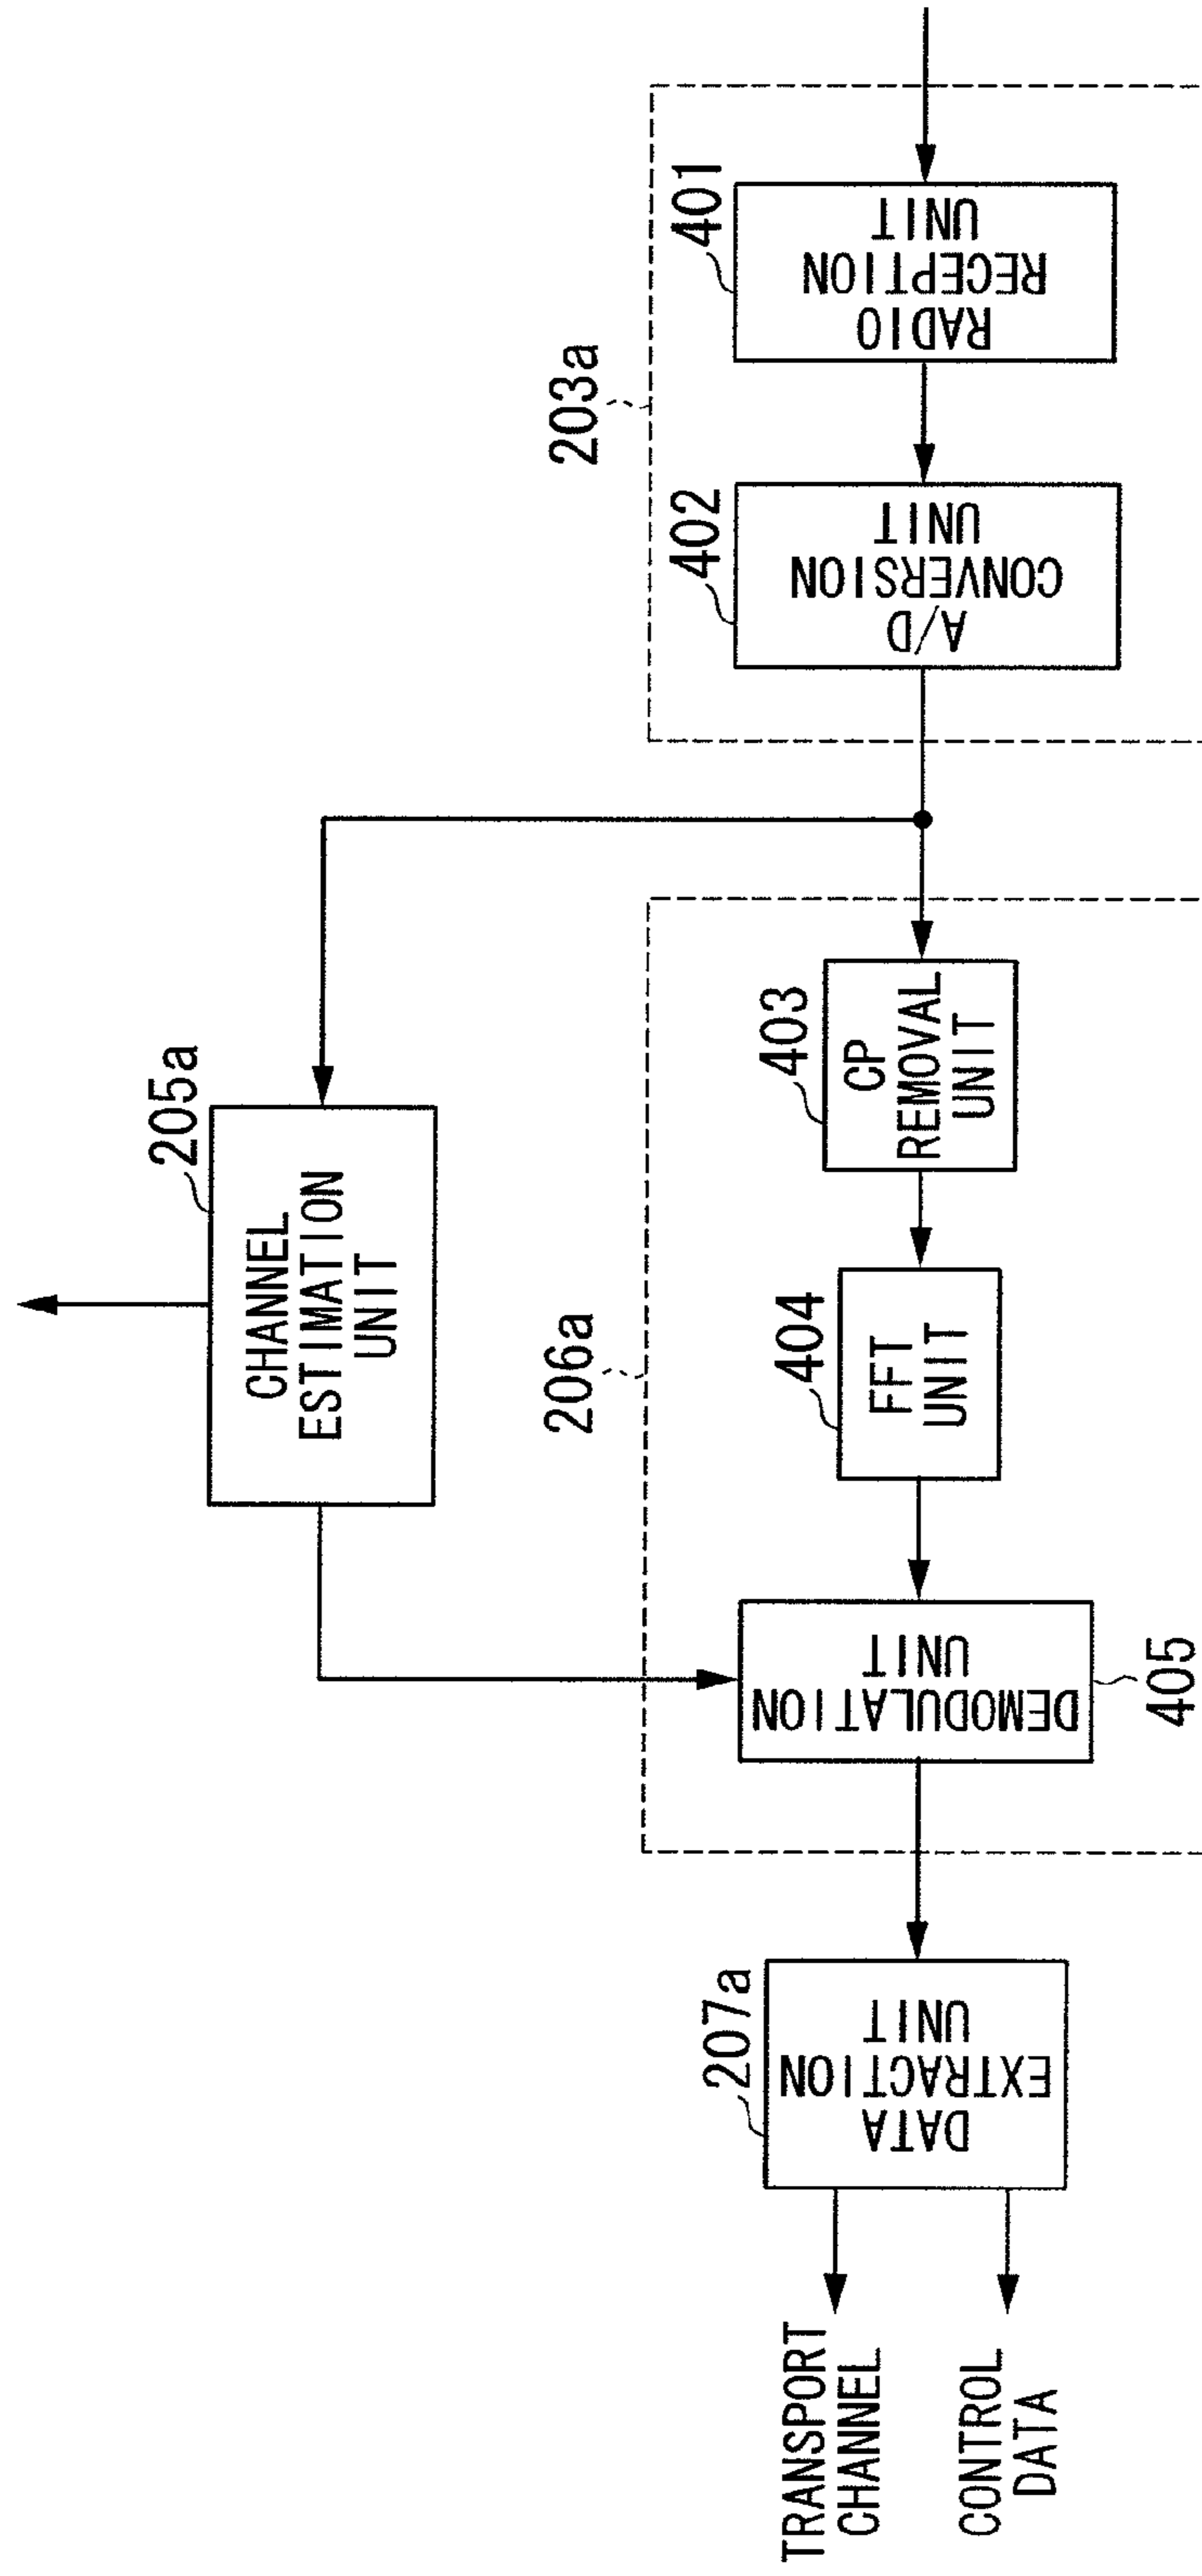 203a
401
RADIO
RECEPTION
UNIT
402
A/D
CONVERSION
UNIT
205a
CHANNEL
ESTIMATION
UNIT
206a
403
CP
REMOVAL
UNIT
404
FFT
UNIT
DEMODULATION
UNIT
405
207a
DATA
EXTRACTION
UNIT
TRANSPORT
CHANNEL
CONTROL
DATA